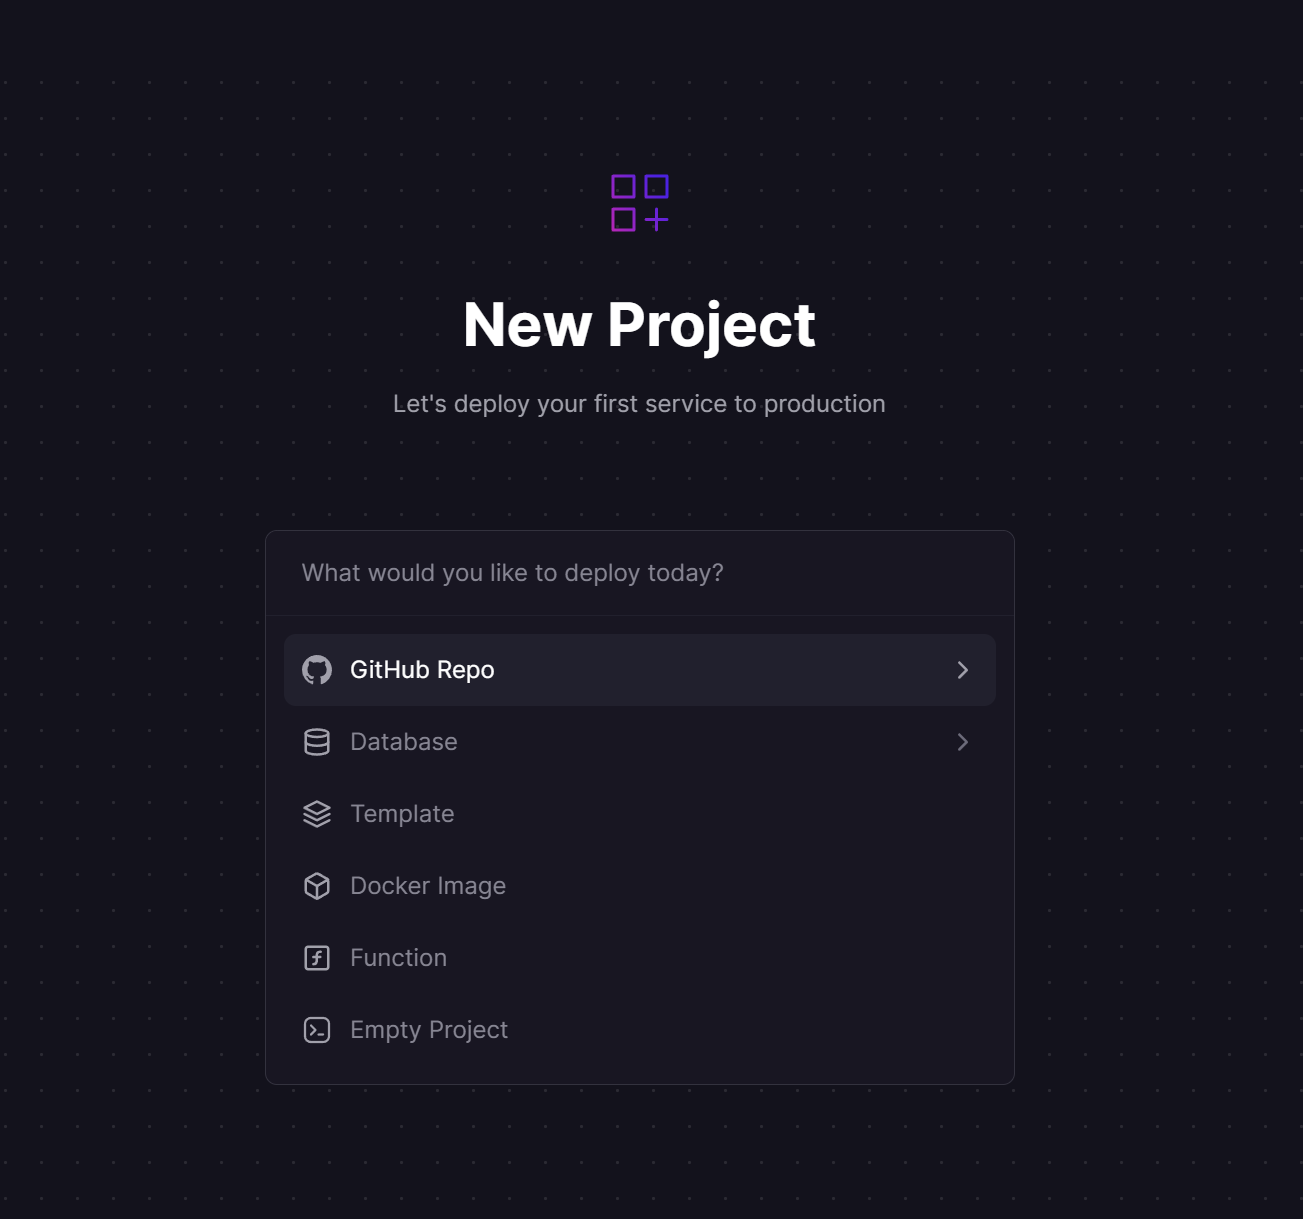 New Project
Let's deploy your first service to production
What would you like to deploy today?
GitHub Repo
Database
Template
Docker Image
Function
Empty Project